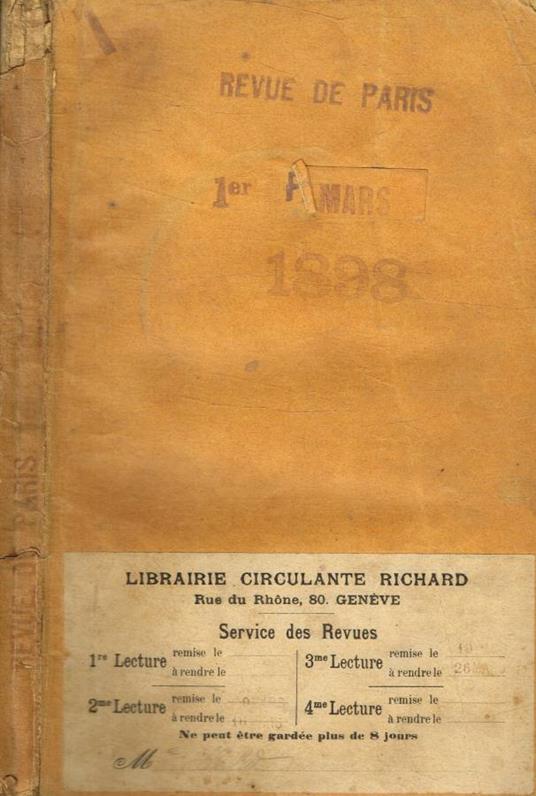 REVUE DE PARIS
1er MARS
1898
REVUE DE PARIS
LIBRAIRIE CIRCULANTE RICHARD
Rue du Rhône, 80. GENÈVE
Service des Revues
1re Lecture remise le
à rendre le
2me Lecture remise le
à rendre le
3me Lecture remise le 19
à rendre le 26
4me Lecture remise le
à rendre le
Ne peut être gardée plus de 8 jours
M